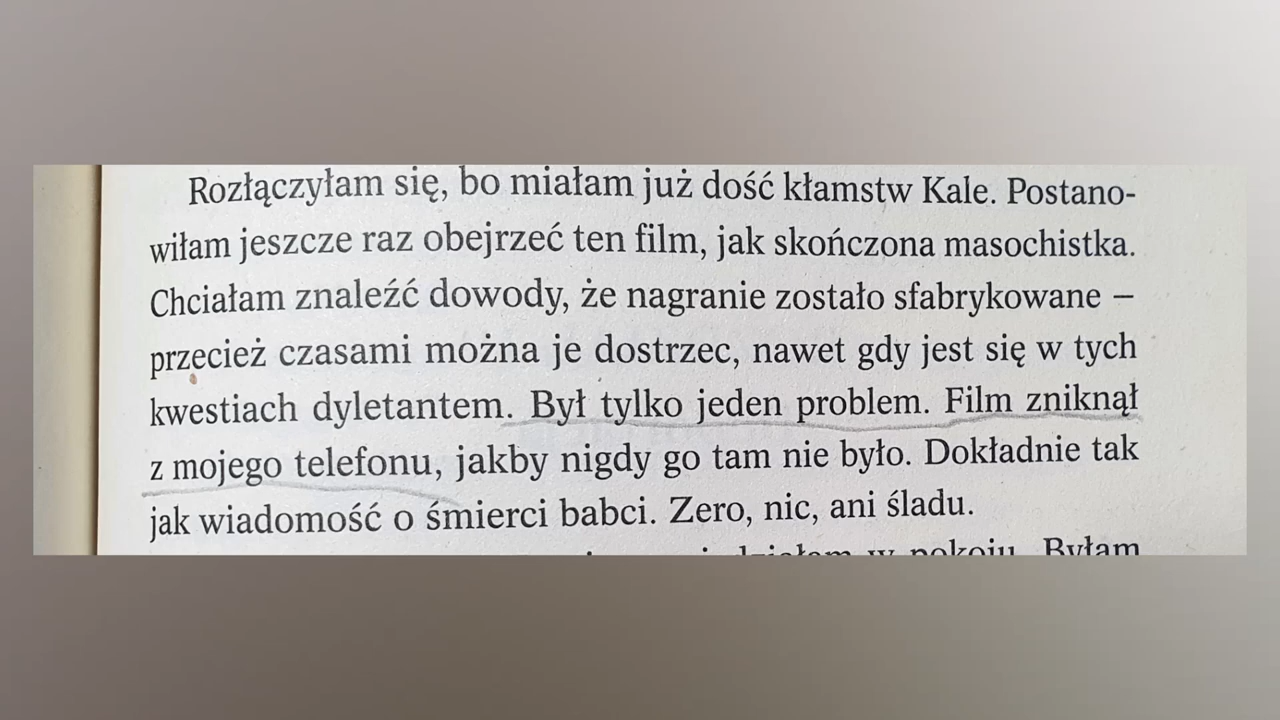 Rozłączyłam się, bo miałam już dość kłamstw Kale. Postano-
wiłam jeszcze raz obejrzeć ten film, jak skończona masochistka.
Chciałam znaleźć dowody, że nagranie zostało sfabrykowane –
przecież czasami można je dostrzec, nawet gdy jest się w tych
kwestiach dyletantem. Był tylko jeden problem. Film zniknął
z mojego telefonu, jakby nigdy go tam nie było. Dokładnie tak
jak wiadomość o śmierci babci. Zero, nic, ani śladu.
w pokoju. Byłam